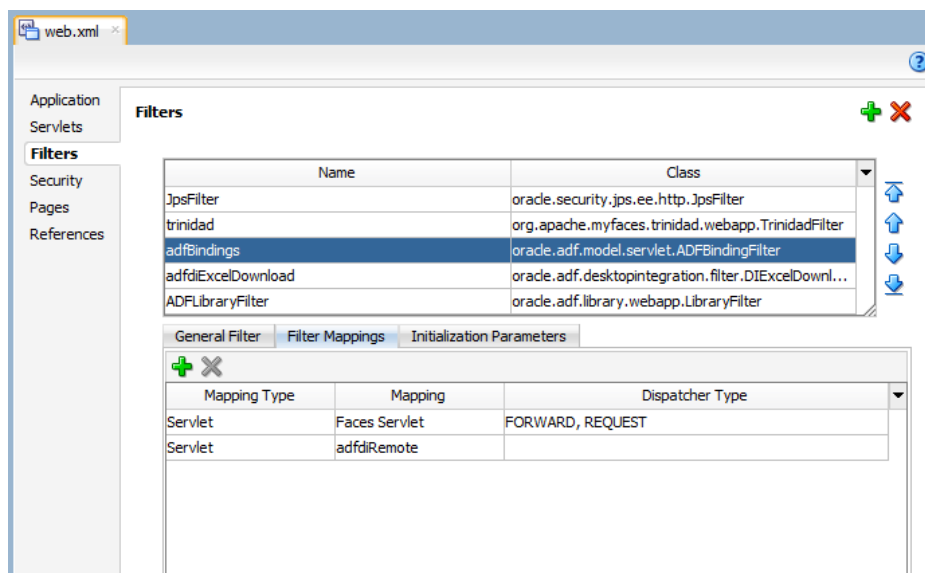 web.xml
Application
Servlets
Filters
Security
Pages
References
Filters
Name Class
JpsFilter oracle.security.jps.ee.http.JpsFilter
trinidad org.apache.myfaces.trinidad.webapp.TrinidadFilter
adfBindings oracle.adf.model.servlet.ADFBindingFilter
adfdiExcelDownload oracle.adf.desktopintegration.filter.DIExcelDownl...
ADFLibraryFilter oracle.adf.library.webapp.LibraryFilter
General Filter Filter Mappings Initialization Parameters
Mapping Type Mapping Dispatcher Type
Servlet Faces Servlet FORWARD, REQUEST
Servlet adfdiRemote